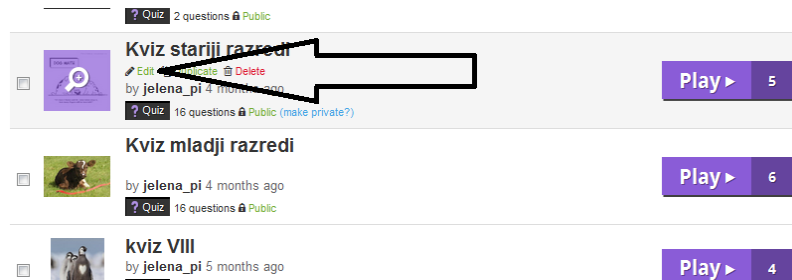 ? Quiz 2 questions Public
Kviz stariji razredi
Edit Duplicate Delete
by jelena_pi 4 months ago
Play 5
? Quiz 16 questions Public (make private?)
Kviz mladji razredi
by jelena_pi 4 months ago
Play 6
? Quiz 16 questions Public
kviz VIII
by jelena_pi 5 months ago
Play 4